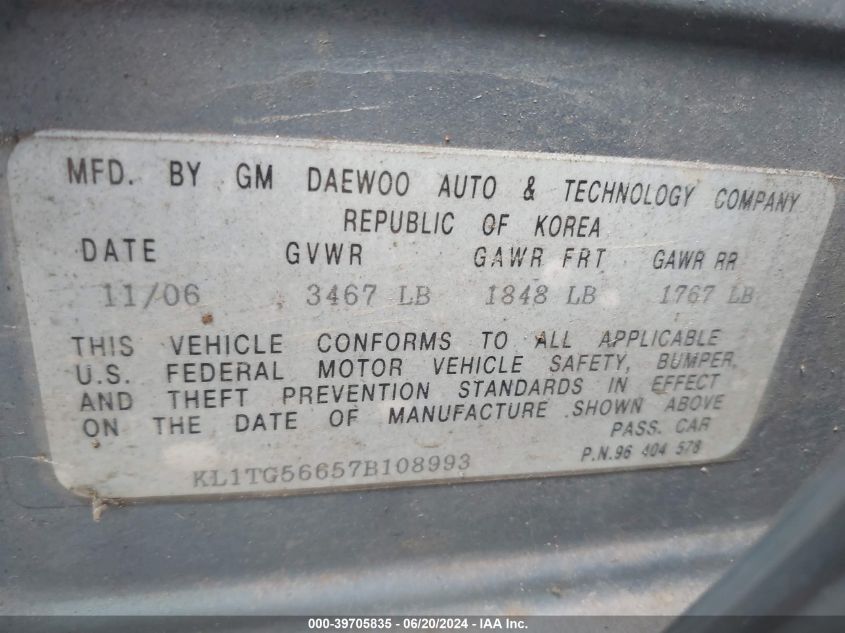 MFD. BY GM DAEWOO AUTO & TECHNOLOGY COMPANY
REPUBLIC OF KOREA
DATE GVWR GAWR FRT GAWR RR
11/06 3467 LB 1848 LB 1767 LB
THIS VEHICLE CONFORMS TO ALL APPLICABLE
U.S. FEDERAL MOTOR VEHICLE SAFETY, BUMPER,
AND THEFT PREVENTION STANDARDS IN EFFECT
ON THE DATE OF MANUFACTURE SHOWN ABOVE
PASS. CAR
KL1TG56657B108993 P.N.96 404 578
000-39705835 - 06/20/2024 - IAA Inc.